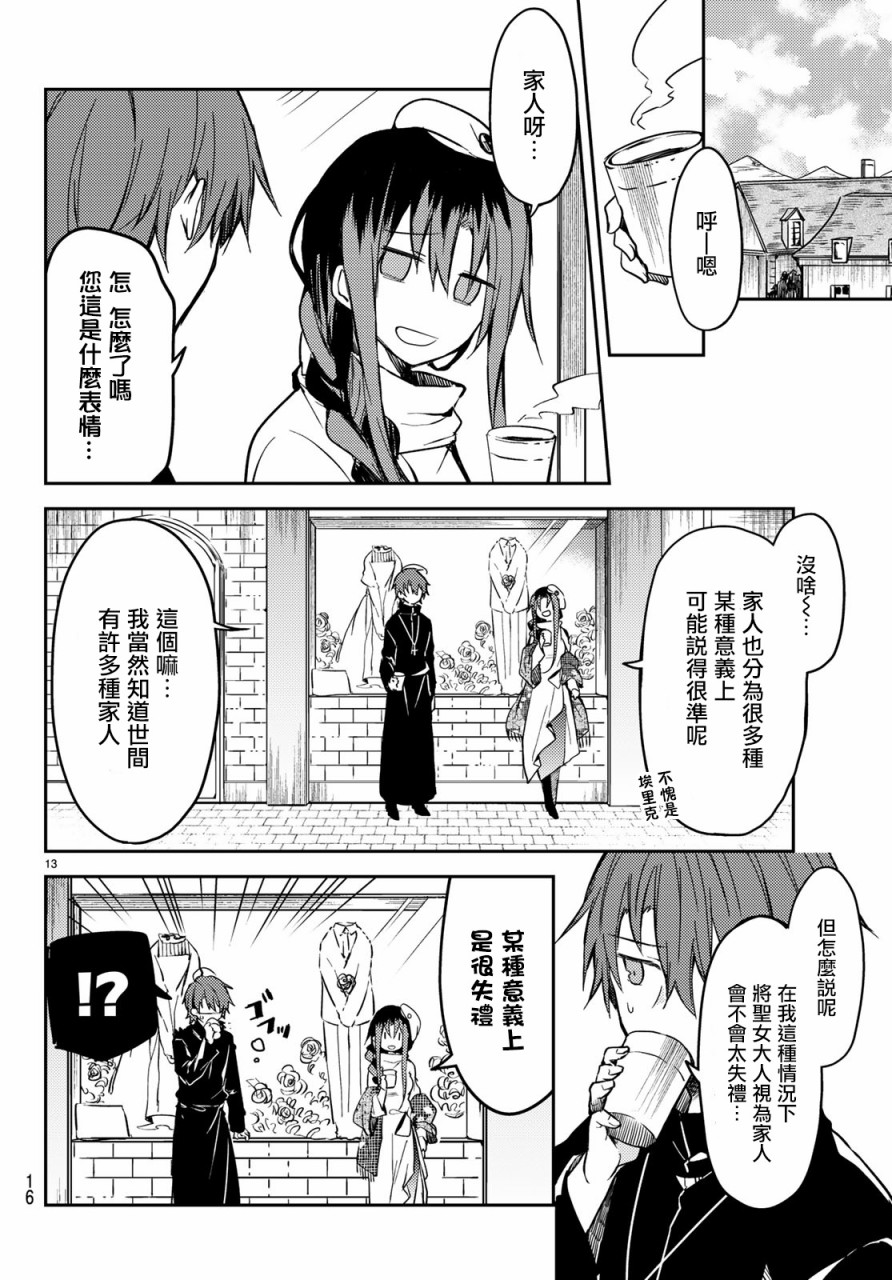 呼─嗯
家人呀…
怎 怎麼了嗎
您這是什麼表情…
沒啥～…
家人也分為很多種
某種意義上
可能説得很準呢
不愧是
埃里克
這個嘛…
我當然知道世間
有許多種家人
13
但怎麼説呢
在我這種情況下
將聖女大人視為家人
會不會太失禮…
某種意義上
是很失禮
!?
ゴく"
16